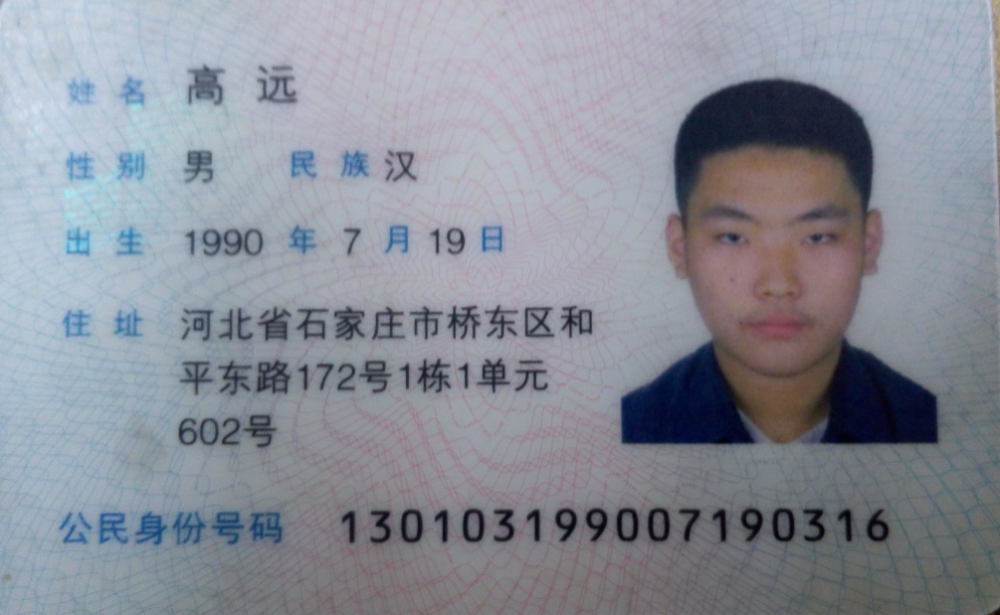 姓名 高远
性别 男 民族 汉
出生 1990 年 7 月 19 日
住址 河北省石家庄市桥东区和
平东路172号1栋1单元
602号
公民身份号码 130103199007190316